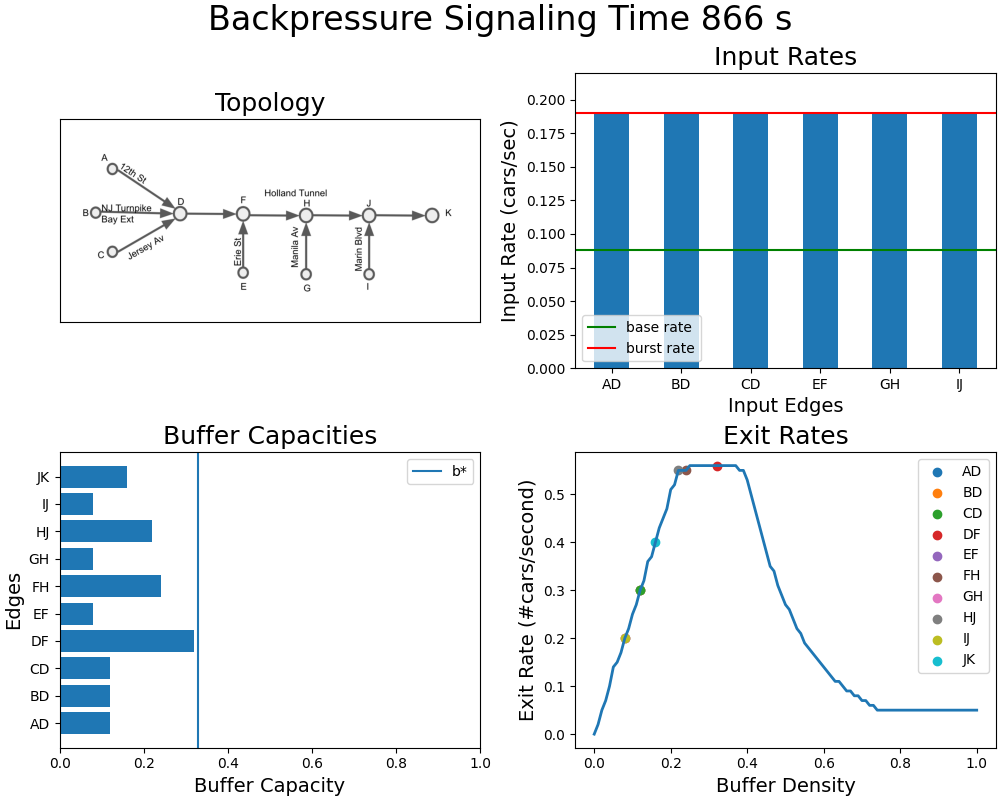 Backpressure Signaling Time 866 s
Topology
A
12th St
B
NJ Turnpike
Bay Ext
C
Jersey Av
D
F
Holland Tunnel
H
J
K
Erie St
Manila Av
Marin Blvd
E
G
I
Input Rates
Input Rate (cars/sec)
0.200
0.175
0.150
0.125
0.100
0.075
0.050
0.025
0.000
base rate
burst rate
AD BD CD EF GH IJ
Input Edges
Buffer Capacities
Edges
JK
IJ
HJ
GH
FH
EF
DF
CD
BD
AD
b*
0.0 0.2 0.4 0.6 0.8 1.0
Buffer Capacity
Exit Rates
Exit Rate (#cars/second)
0.5
0.4
0.3
0.2
0.1
0.0
AD
BD
CD
DF
EF
FH
GH
HJ
IJ
JK
0.0 0.2 0.4 0.6 0.8 1.0
Buffer Density